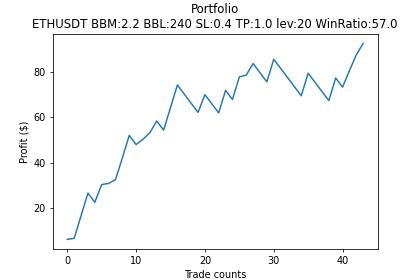 Portfolio
ETHUSDT BBM:2.2 BBL:240 SL:0.4 TP:1.0 lev:20 WinRatio:57.0
Profit ($)
80
60
40
20
0 10 20 30 40
Trade counts